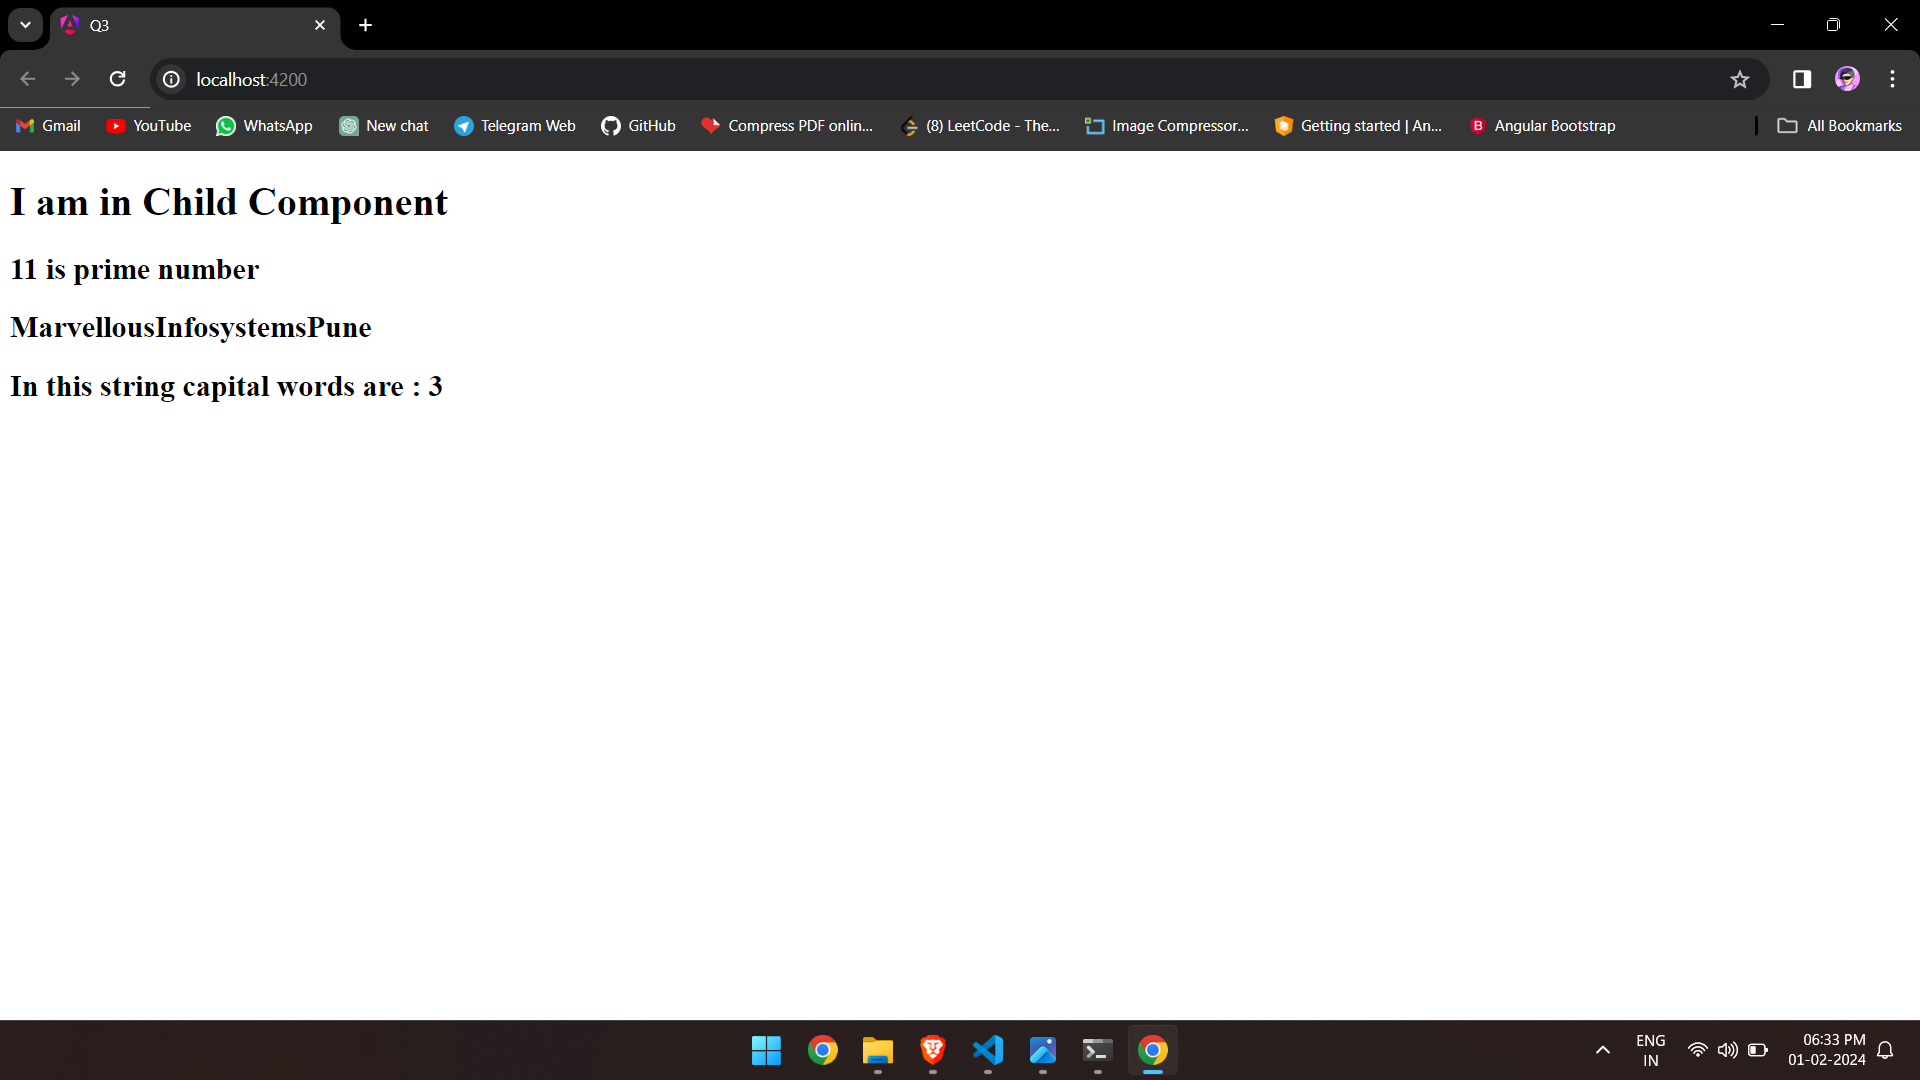 Q3
localhost:4200
Gmail YouTube WhatsApp New chat Telegram Web GitHub Compress PDF onlin... (8) LeetCode - The... Image Compressor... Getting started | An... Angular Bootstrap All Bookmarks
I am in Child Component
11 is prime number
MarvellousInfosystemsPune
In this string capital words are : 3
ENG
IN
06:33 PM
01-02-2024